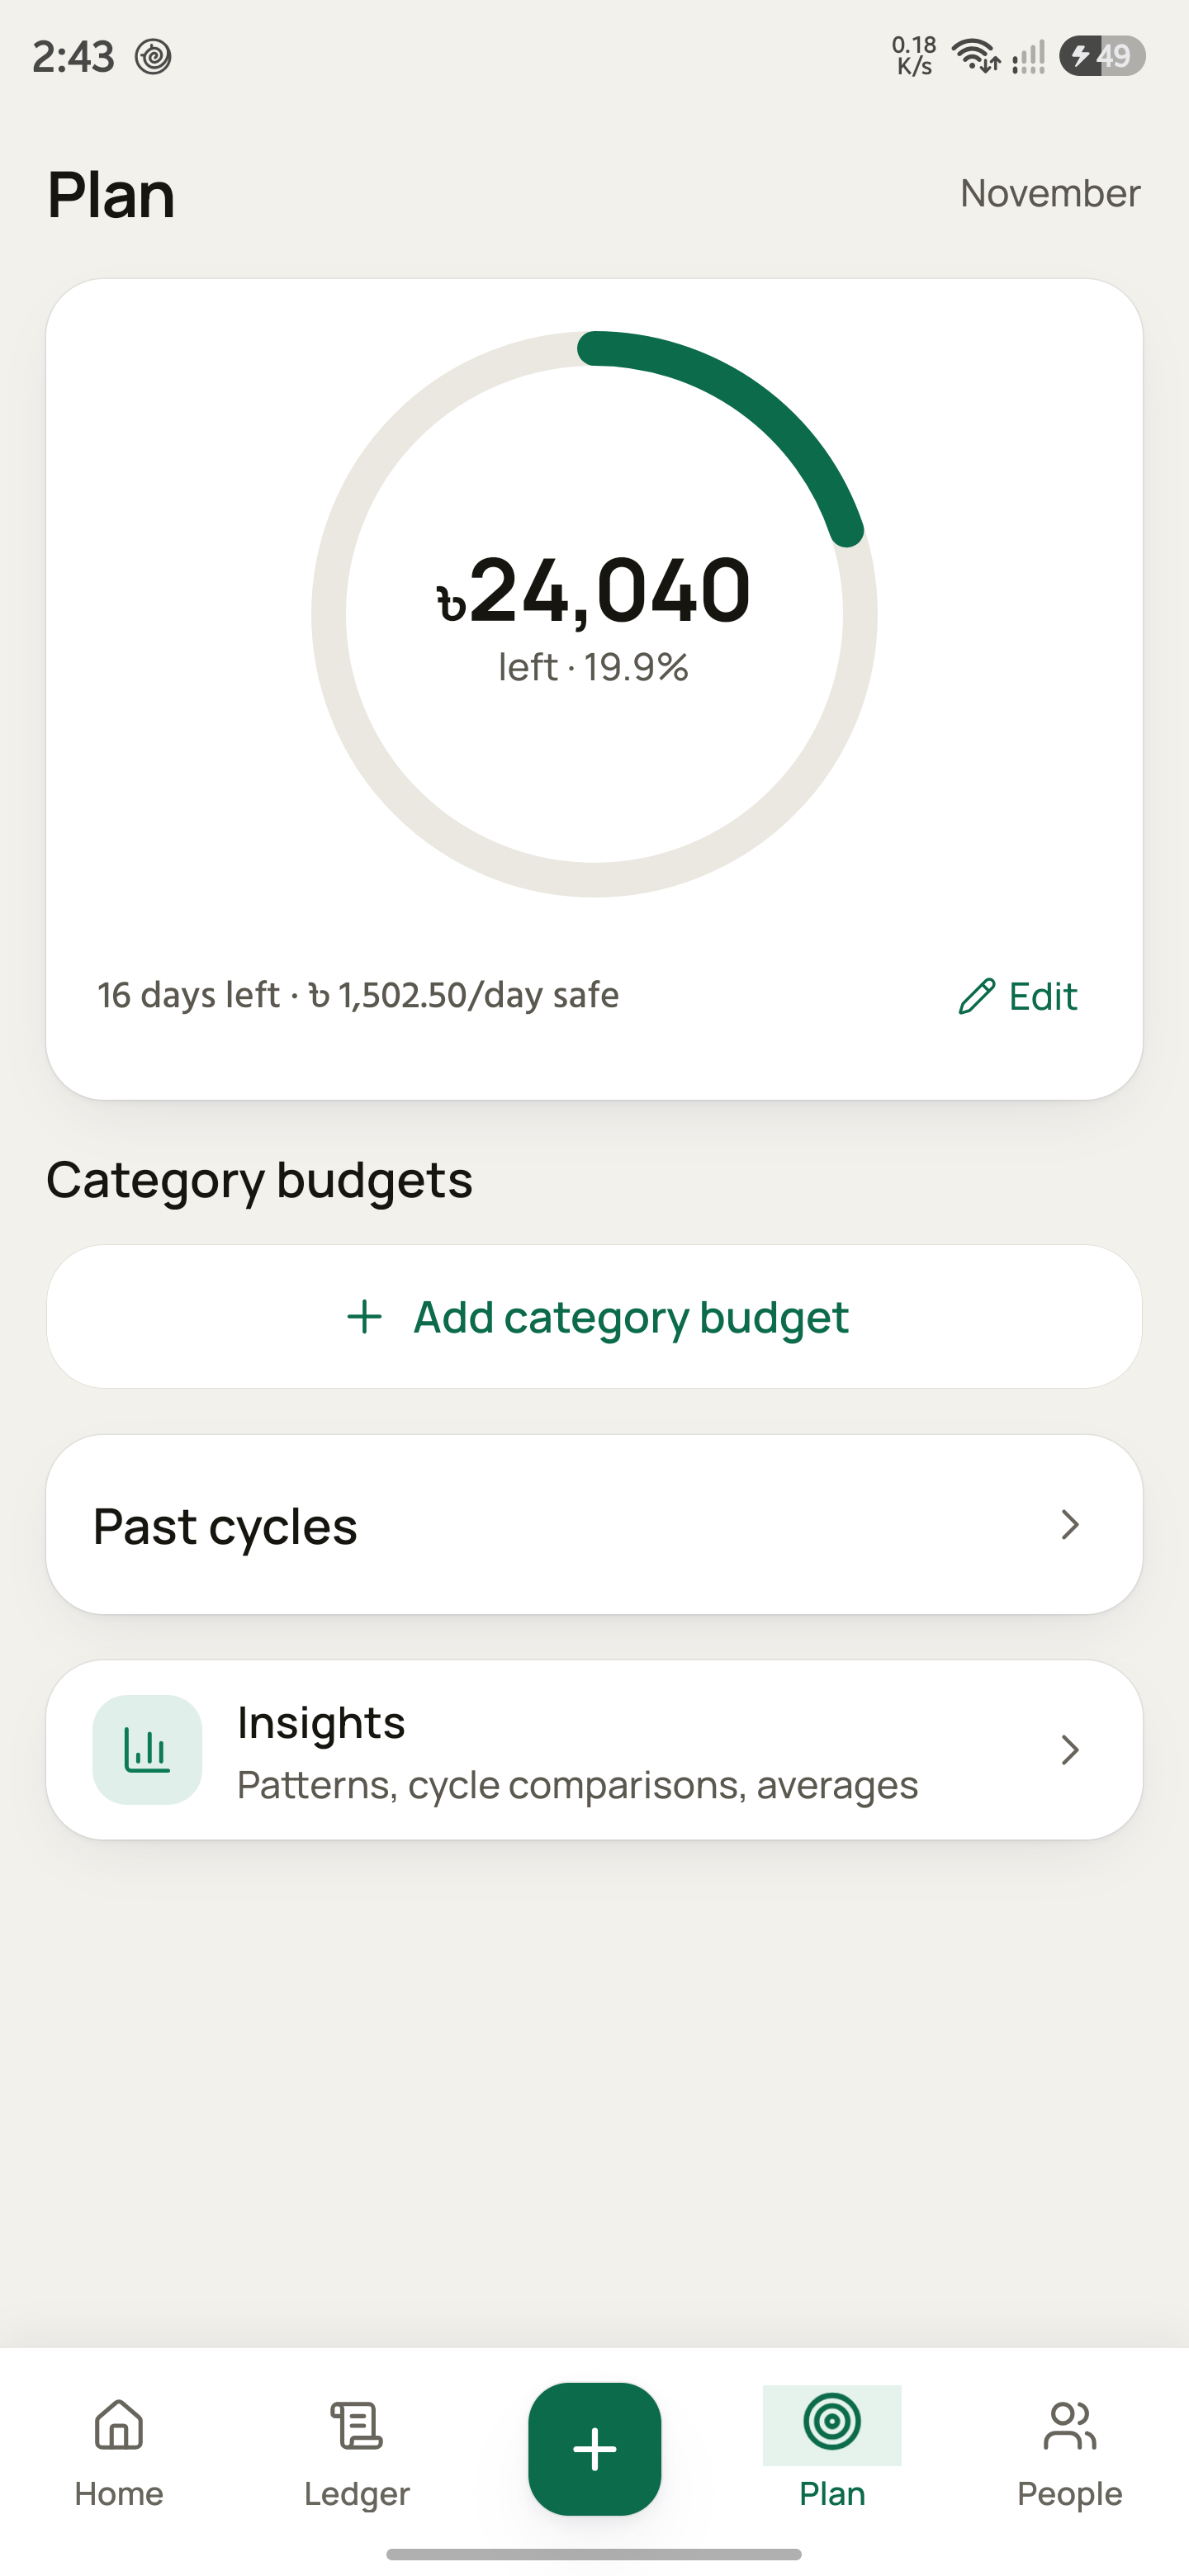 2:43
0.18
K/s
49
Plan
November
৳24,040
left · 19.9%
16 days left · ৳ 1,502.50/day safe
Edit
Category budgets
+ Add category budget
Past cycles
Insights
Patterns, cycle comparisons, averages
Home
Ledger
Plan
People